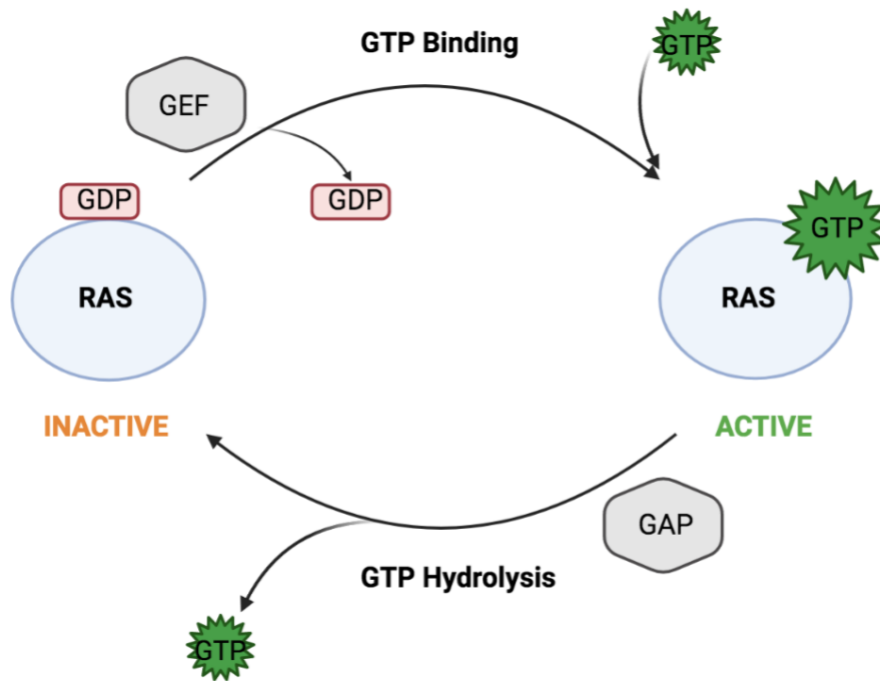 GTP Binding
GTP
GEF
GDP
GDP
GTP
RAS
RAS
INACTIVE
ACTIVE
GAP
GTP Hydrolysis
GTP